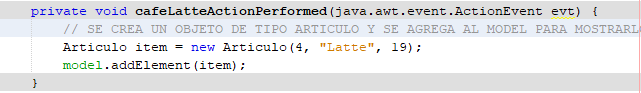 private void cafeLatteActionPerformed(java.awt.event.ActionEvent evt) {
// SE CREA UN OBJETO DE TIPO ARTICULO Y SE AGREGA AL MODEL PARA
Articulo item = new Articulo(4, "Latte", 19);
model.addElement(item);
}